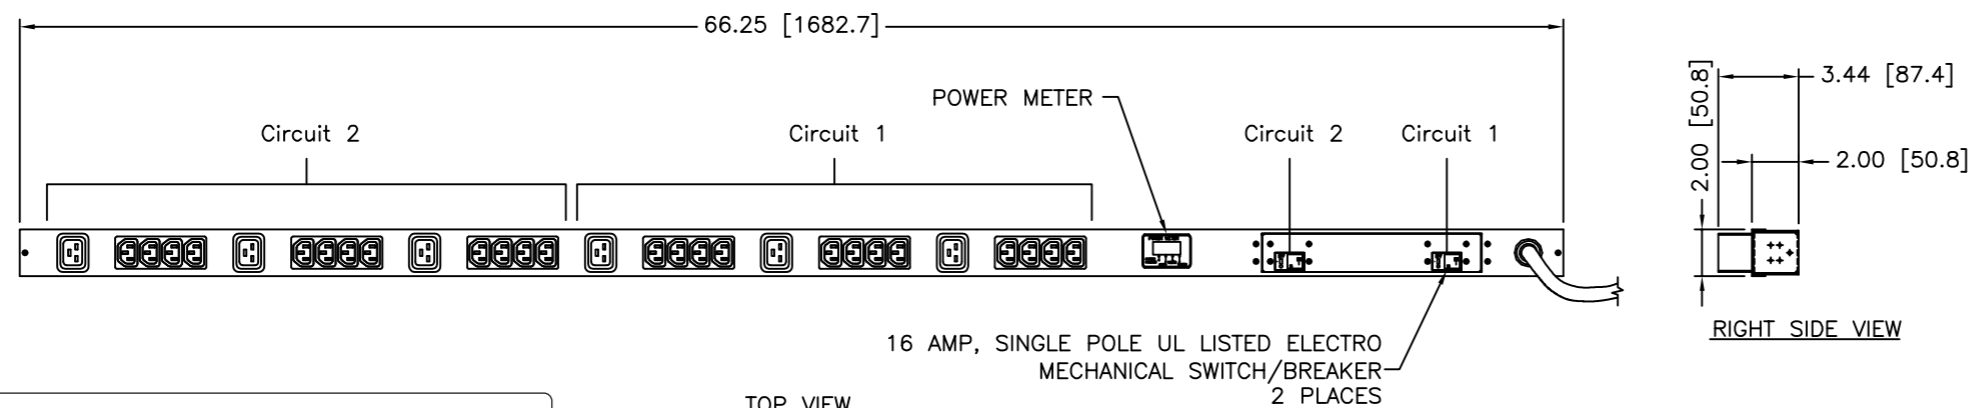 66.25 [1682.7]
POWER METER
Circuit 2
Circuit 1
Circuit 2
Circuit 1
2.00 [50.8]
3.44 [87.4]
2.00 [50.8]
POWER METER
16 AMP, SINGLE POLE UL LISTED ELECTRO
MECHANICAL SWITCH/BREAKER
2 PLACES
RIGHT SIDE VIEW
TOP VIEW